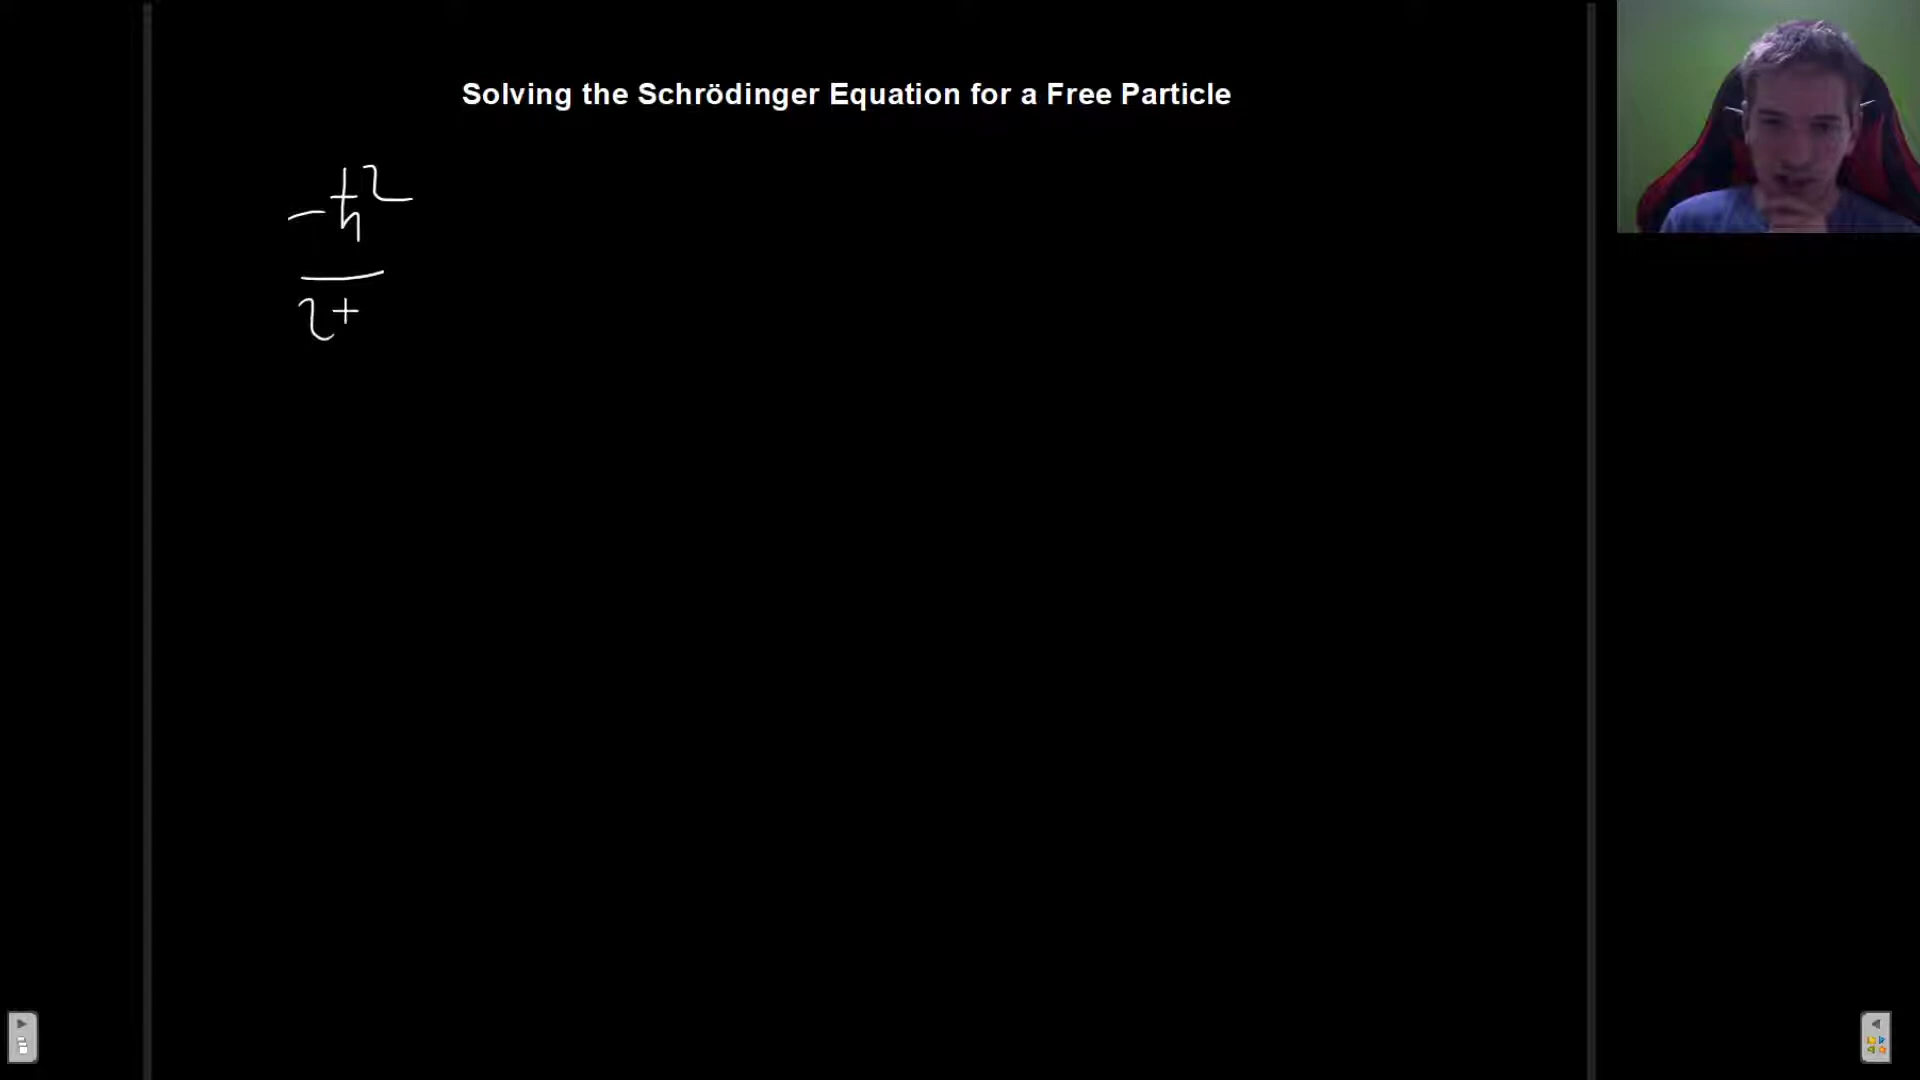 Solving the Schrödinger Equation for a Free Particle
-ħ²
2+